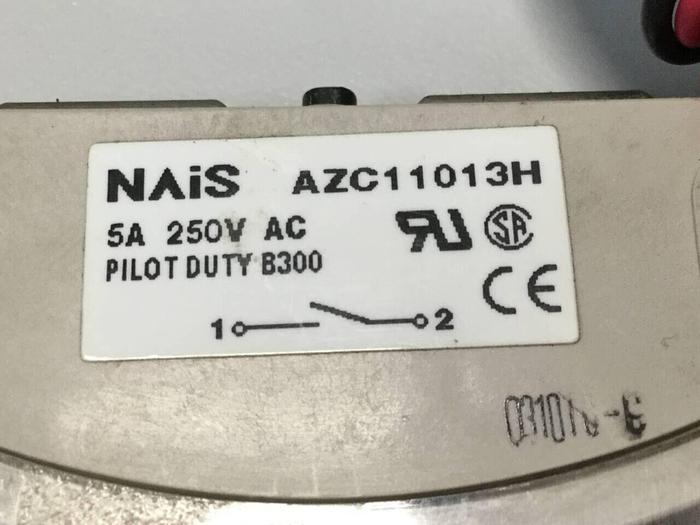 NAiS AZC11013H
5A 250V AC
PILOT DUTY B300
1 2
CE